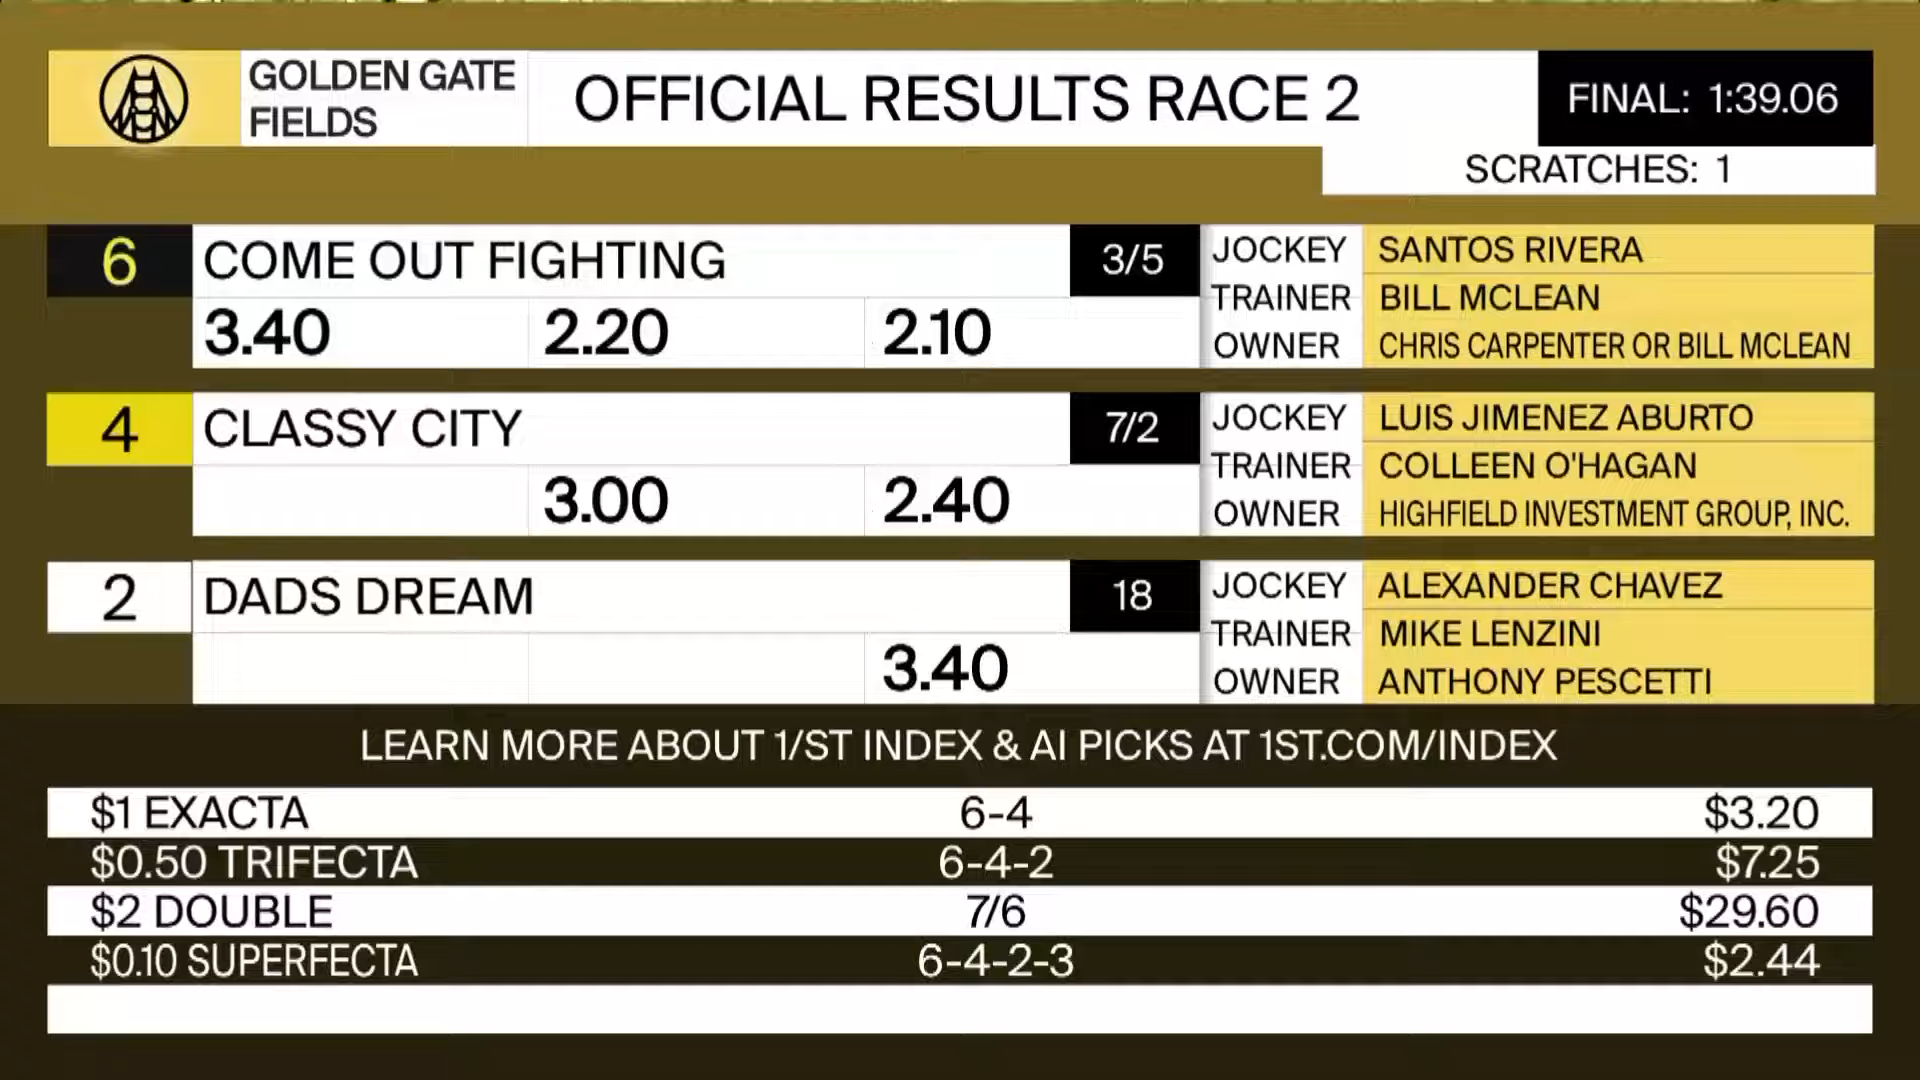 GOLDEN GATE
FIELDS
OFFICIAL RESULTS RACE 2
FINAL: 1:39.06
SCRATCHES: 1
6 COME OUT FIGHTING 3/5
3.40 2.20 2.10
JOCKEY SANTOS RIVERA
TRAINER BILL MCLEAN
OWNER CHRIS CARPENTER OR BILL MCLEAN
4 CLASSY CITY 7/2
3.00 2.40
JOCKEY LUIS JIMENEZ ABURTO
TRAINER COLLEEN O'HAGAN
OWNER HIGHFIELD INVESTMENT GROUP, INC.
2 DADS DREAM 18
3.40
JOCKEY ALEXANDER CHAVEZ
TRAINER MIKE LENZINI
OWNER ANTHONY PESCETTI
LEARN MORE ABOUT 1/ST INDEX & AI PICKS AT 1ST.COM/INDEX
$1 EXACTA 6-4 $3.20
$0.50 TRIFECTA 6-4-2 $7.25
$2 DOUBLE 7/6 $29.60
$0.10 SUPERFECTA 6-4-2-3 $2.44